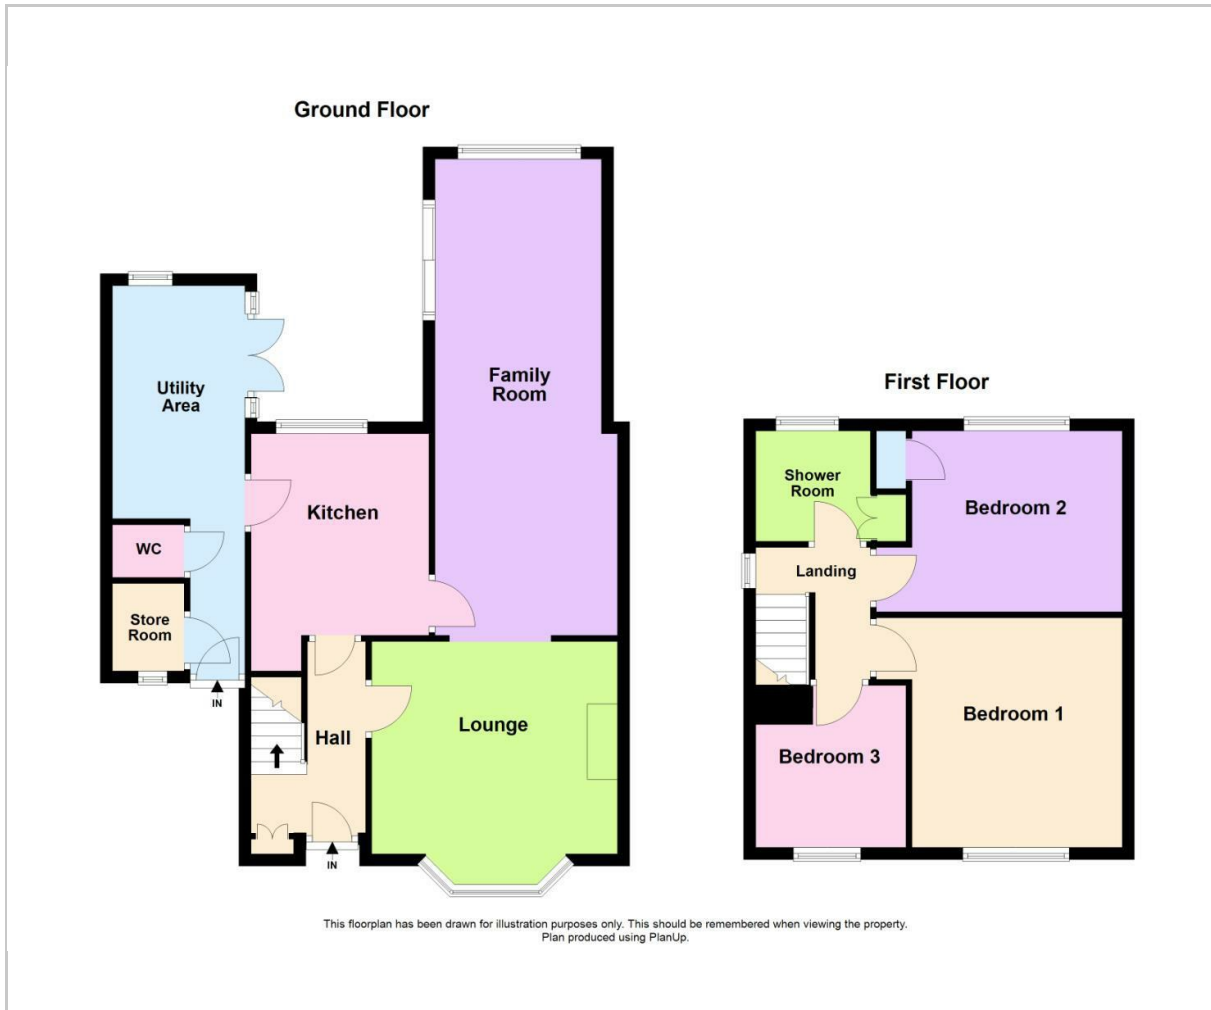 Ground Floor
Family
Room
Utility
Area
Kitchen
WC
Store
Room
IN
Hall
Lounge
IN
First Floor
Shower
Room
Bedroom 2
Landing
Bedroom 1
Bedroom 3
This floorplan has been drawn for illustration purposes only. This should be remembered when viewing the property.
Plan produced using PlanUp.